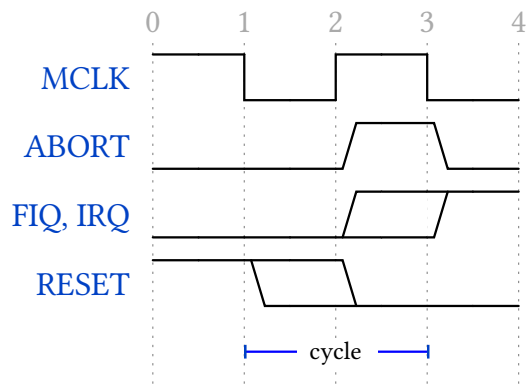 0 1 2 3 4
MCLK
ABORT
FIQ, IRQ
RESET
cycle